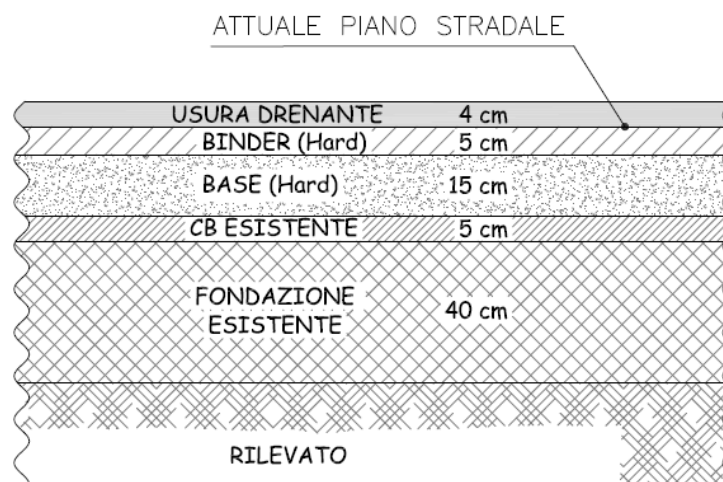 ATTUALE PIANO STRADALE
USURA DRENANTE 4 cm
BINDER (Hard) 5 cm
BASE (Hard) 15 cm
CB ESISTENTE 5 cm
FONDAZIONE
ESISTENTE 40 cm
RILEVATO